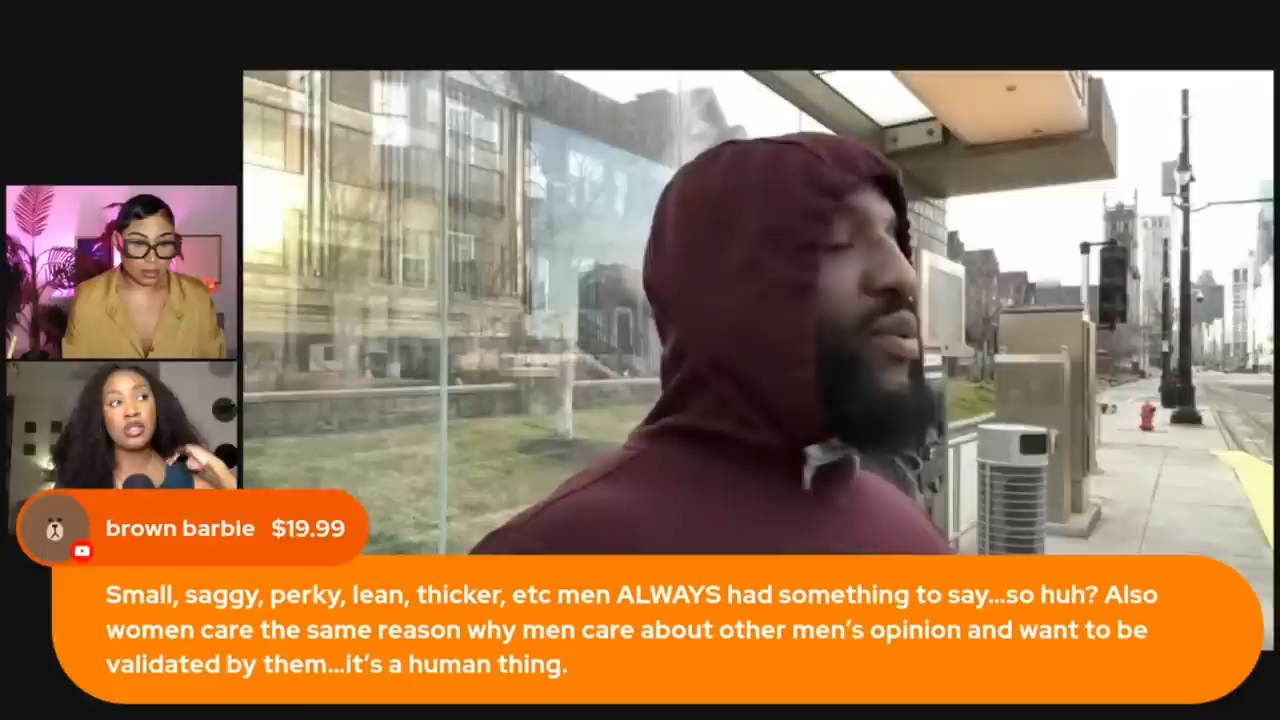 brown barbie $19.99
Small, saggy, perky, lean, thicker, etc men ALWAYS had something to say...so huh? Also
women care the same reason why men care about other men's opinion and want to be
validated by them...it's a human thing.